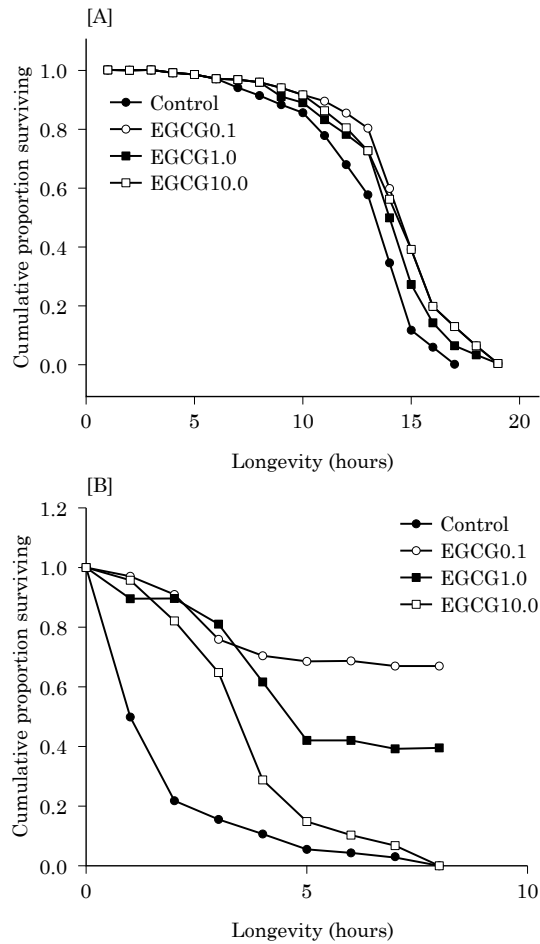 [A]
Cumulative proportion surviving
1.0
0.8
0.6
0.4
0.2
0.0
Control
EGCG0.1
EGCG1.0
EGCG10.0
0 5 10 15 20
Longevity (hours)
[B]
Cumulative proportion surviving
1.2
1.0
0.8
0.6
0.4
0.2
0.0
Control
EGCG0.1
EGCG1.0
EGCG10.0
0 5 10
Longevity (hours)